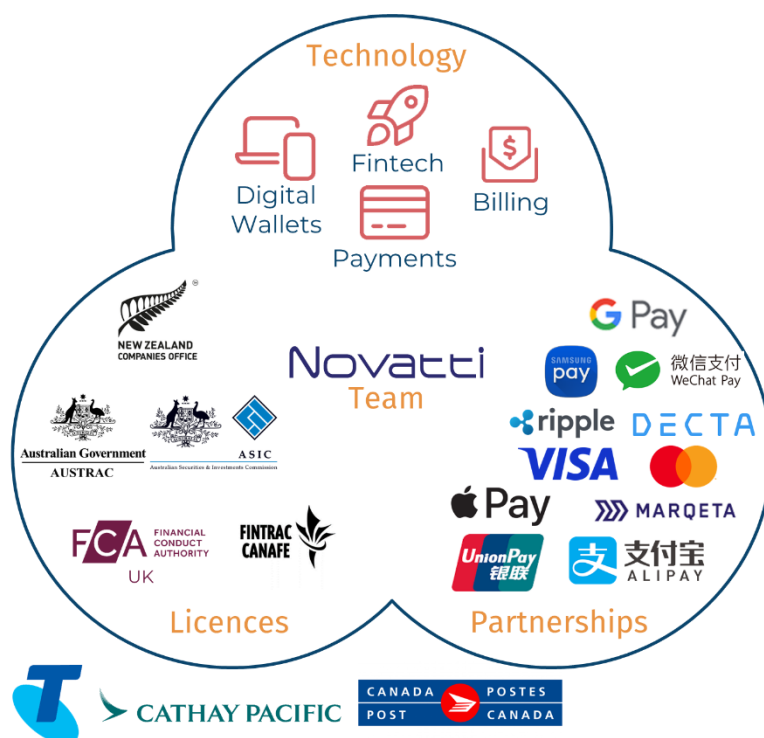 Technology
Fintech
$
Digital
Wallets
Billing
Payments
TM
NEW ZEALAND
COMPANIES OFFICE
G Pay
Novatti
Team
SAMSUNG
pay
微信支付
WeChat Pay
ripple
DECTA
Australian Government
AUSTRAC
ASIC
Australian Securities & Investments Commission
VISA
Pay
MARQETA
FCA
FINANCIAL
CONDUCT
AUTHORITY
UK
FINTRAC
CANAFE
UnionPay
银联
支
支付宝
ALIPAY
Licences
Partnerships
T
CATHAY PACIFIC
CANADA
POST
POSTES
CANADA